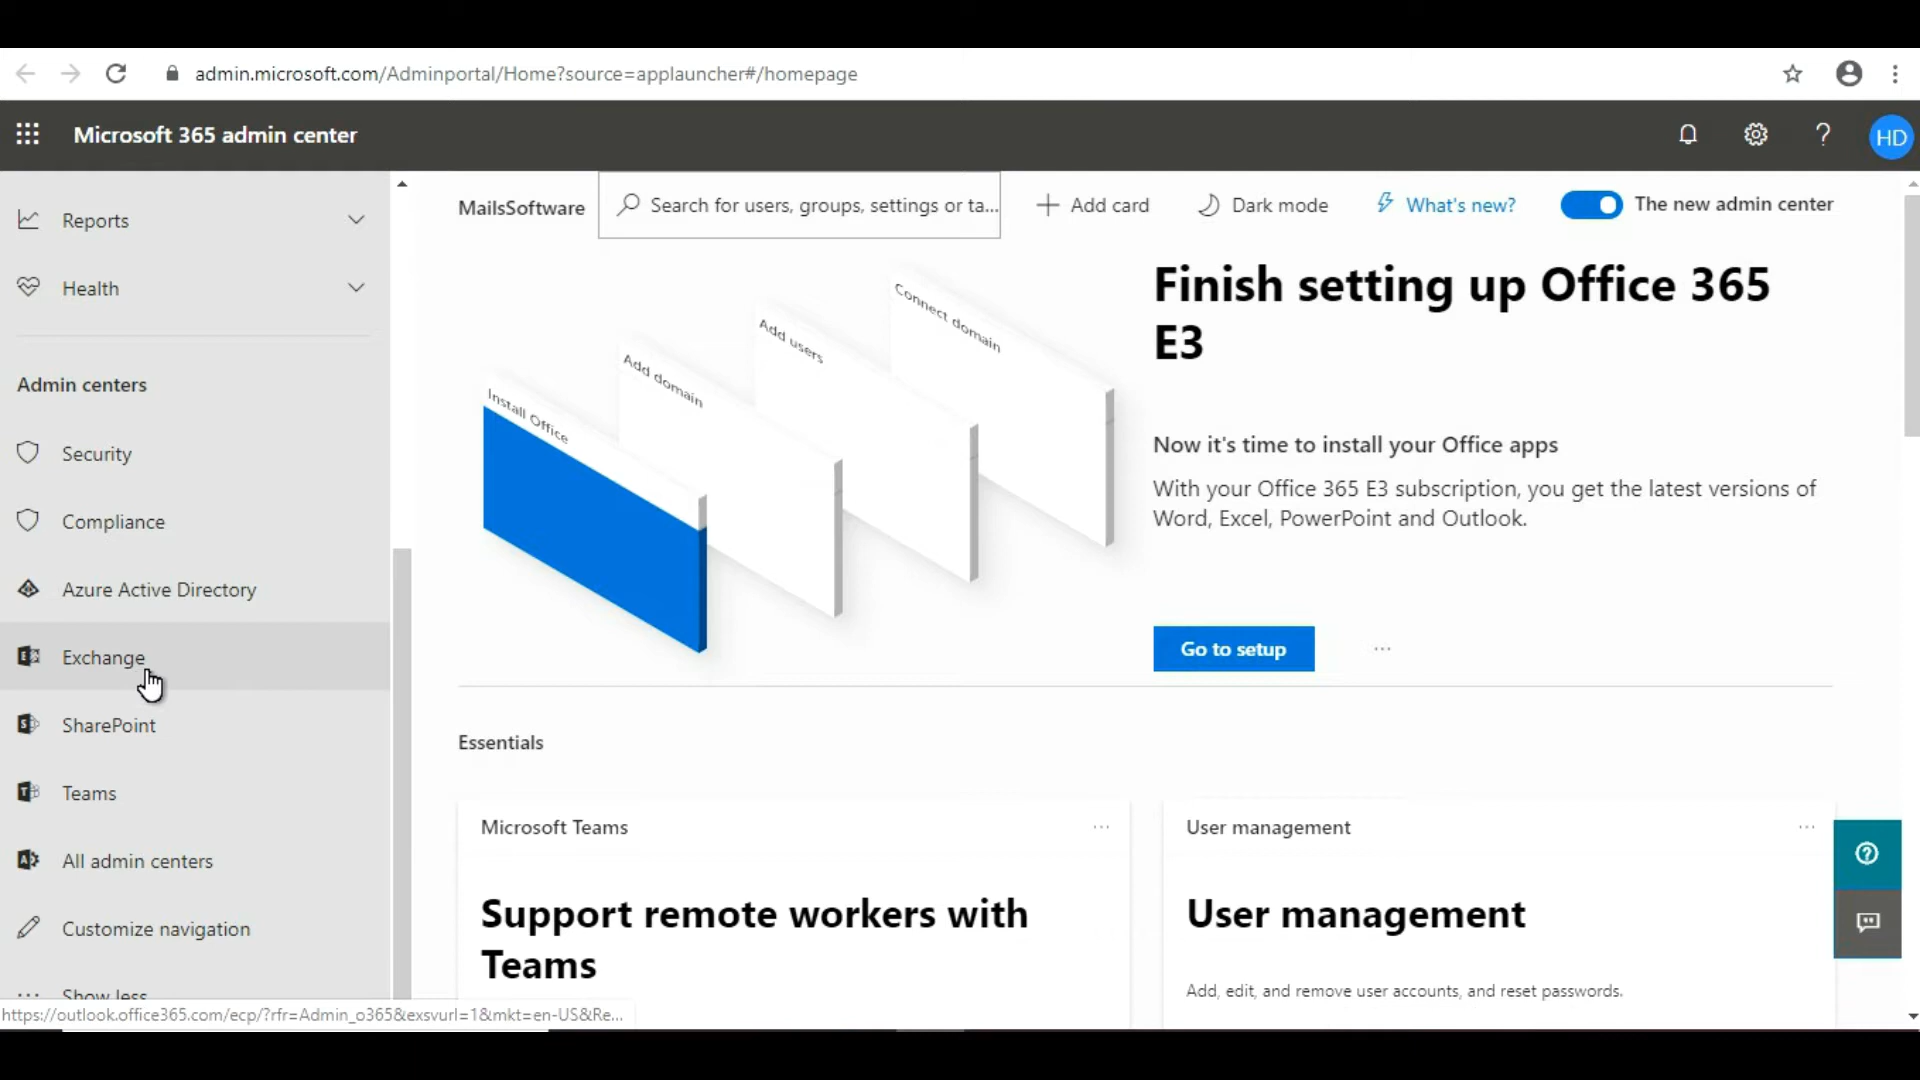 admin.microsoft.com/Adminportal/Home?source=applauncher#/homepage
Microsoft 365 admin center
HD
Reports
Health
Admin centers
Security
Compliance
Azure Active Directory
Exchange
SharePoint
Teams
All admin centers
Customize navigation
Show less
https://outlook.office365.com/ecp/?rfr=Admin_o365&exsvurl=1&mkt=en-US&Re...
MailsSoftware
Search for users, groups, settings or ta...
Add card
Dark mode
What's new?
The new admin center
Install Office
Add domain
Add users
Connect domain
Finish setting up Office 365
E3
Now it's time to install your Office apps
With your Office 365 E3 subscription, you get the latest versions of
Word, Excel, PowerPoint and Outlook.
Go to setup
Essentials
Microsoft Teams
Support remote workers with
Teams
User management
User management
Add, edit, and remove user accounts, and reset passwords.